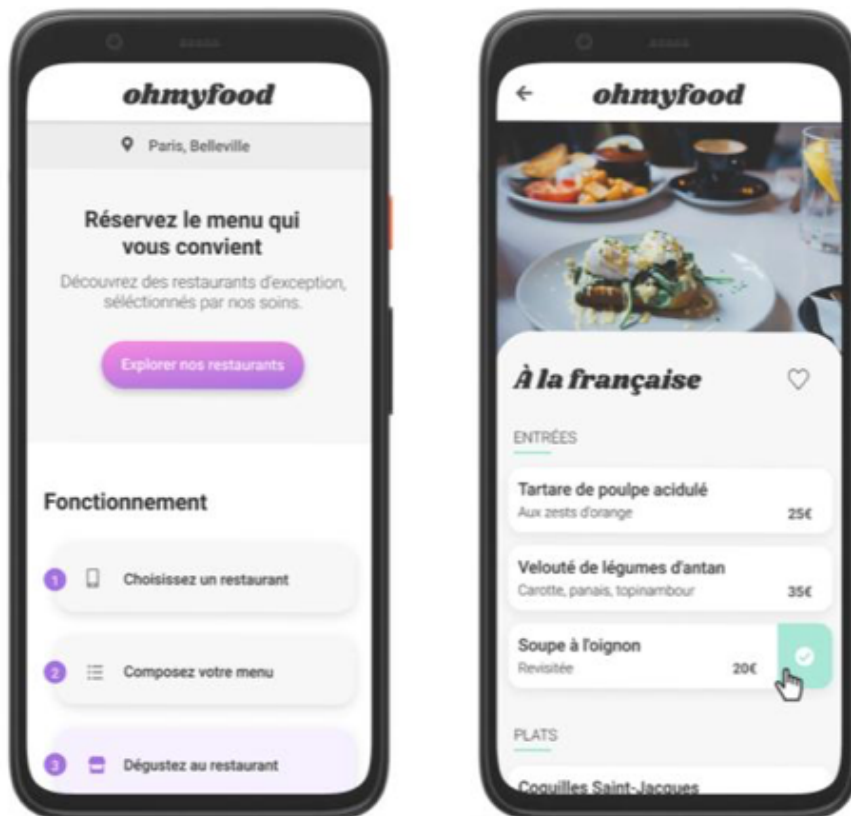 ohmyfood
Paris, Belleville
Réservez le menu qui
vous convient
Découvrez des restaurants d'exception,
séléctionnés par nos soins.
Explorer nos restaurants
Fonctionnement
1 Choisissez un restaurant
2 Composez votre menu
3 Dégustez au restaurant
ohmyfood
À la française
ENTRÉES
Tartare de poulpe acidulé
Aux zests d'orange 25€
Velouté de légumes d'antan
Carotte, panais, topinambour 35€
Soupe à l'oignon
Revisitée 20€
PLATS
Coquilles Saint-Jacques